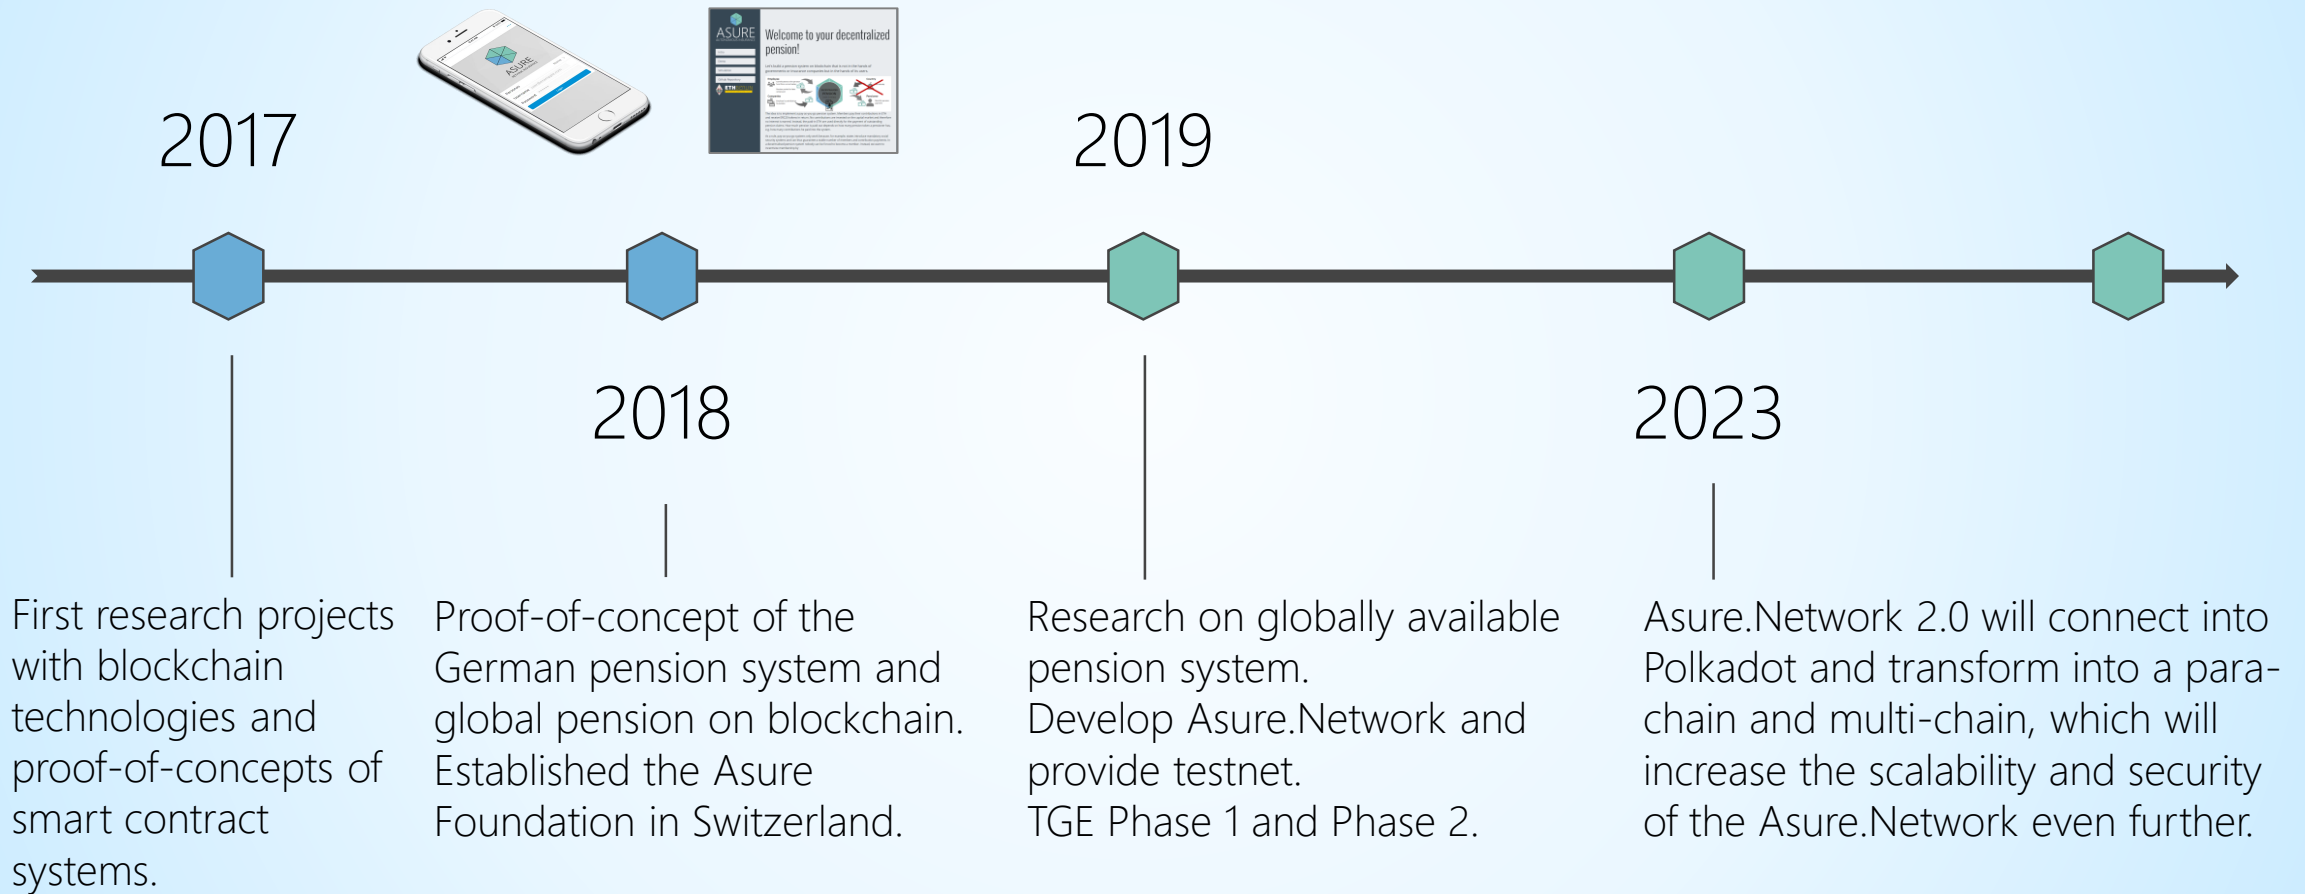 ASURE
ASURE
Welcome to your decentralized
pension!
2017
2019
2018
2023
First research projects
with blockchain
technologies and
proof-of-concepts of
smart contract
systems.
Proof-of-concept of the
German pension system and
global pension on blockchain.
Established the Asure
Foundation in Switzerland.
Research on globally available
pension system.
Develop Asure.Network and
provide testnet.
TGE Phase 1 and Phase 2.
Asure.Network 2.0 will connect into
Polkadot and transform into a para-
chain and multi-chain, which will
increase the scalability and security
of the Asure.Network even further.